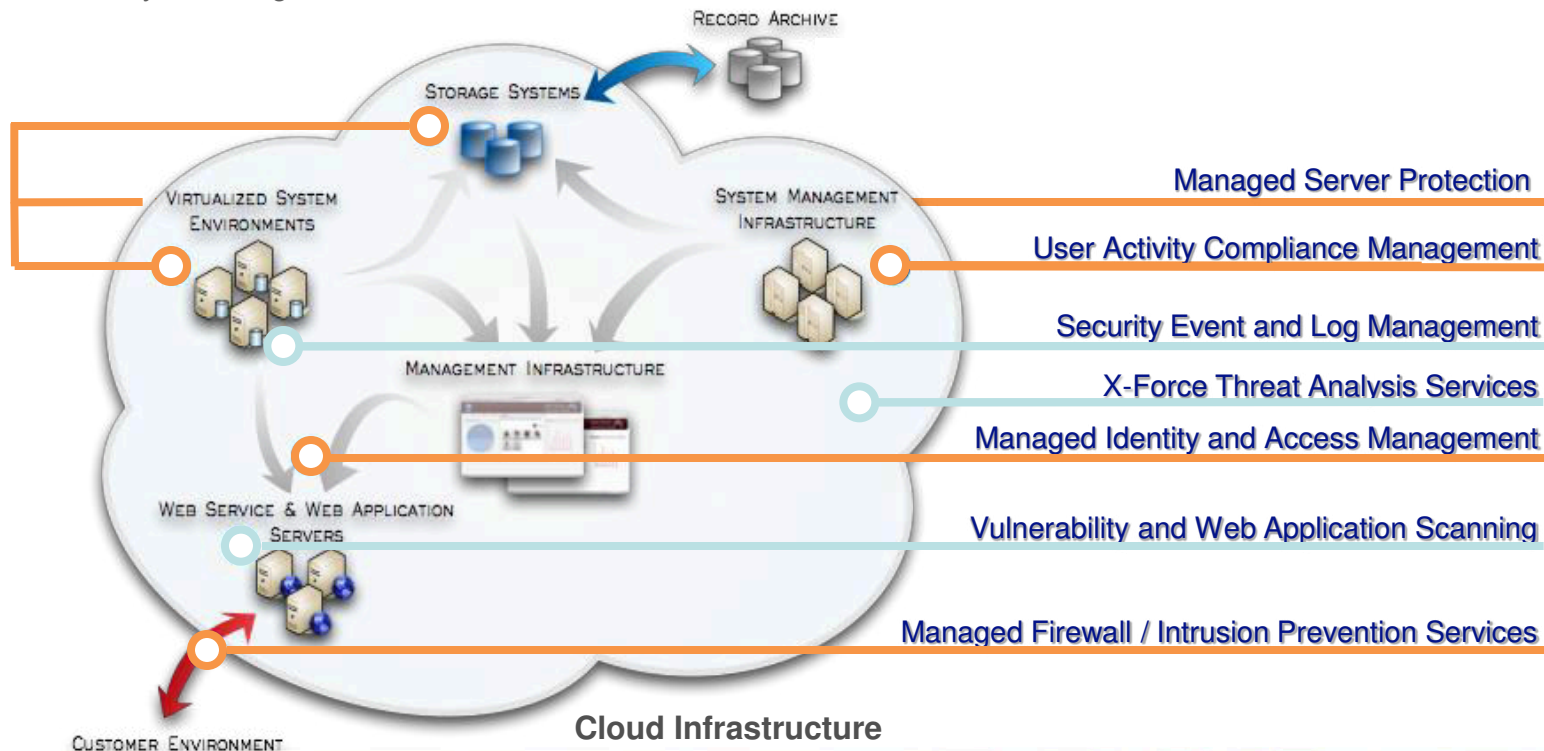 RECORD ARCHIVE
STORAGE SYSTEMS
VIRTUALIZED SYSTEM
ENVIRONMENTS
SYSTEM MANAGEMENT
INFRASTRUCTURE
Managed Server Protection
User Activity Compliance Management
Security Event and Log Management
MANAGEMENT INFRASTRUCTURE
X-Force Threat Analysis Services
Managed Identity and Access Management
WEB SERVICE & WEB APPLICATION
SERVERS
Vulnerability and Web Application Scanning
Managed Firewall / Intrusion Prevention Services
Cloud Infrastructure
CUSTOMER ENVIRONMENT